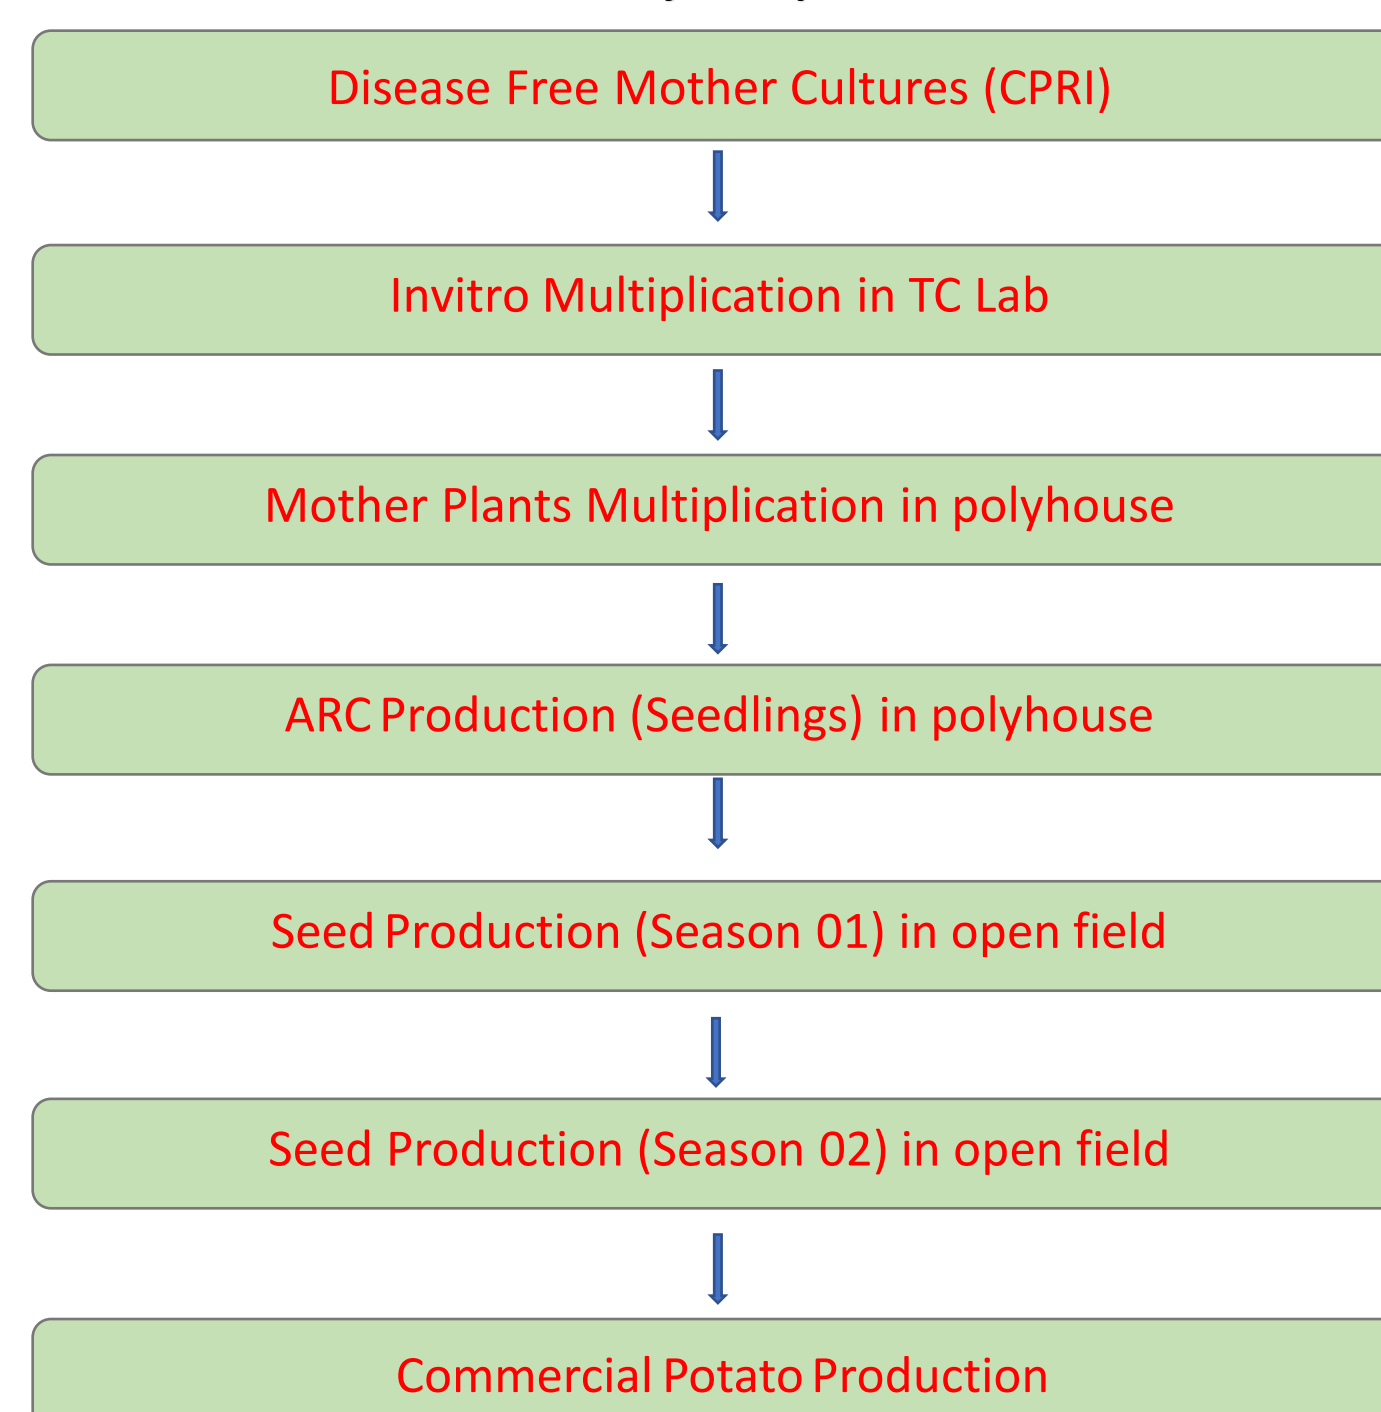 Disease Free Mother Cultures (CPRI)
Invitro Multiplication in TC Lab
Mother Plants Multiplication in polyhouse
ARC Production (Seedlings) in polyhouse
Seed Production (Season 01) in open field
Seed Production (Season 02) in open field
Commercial Potato Production